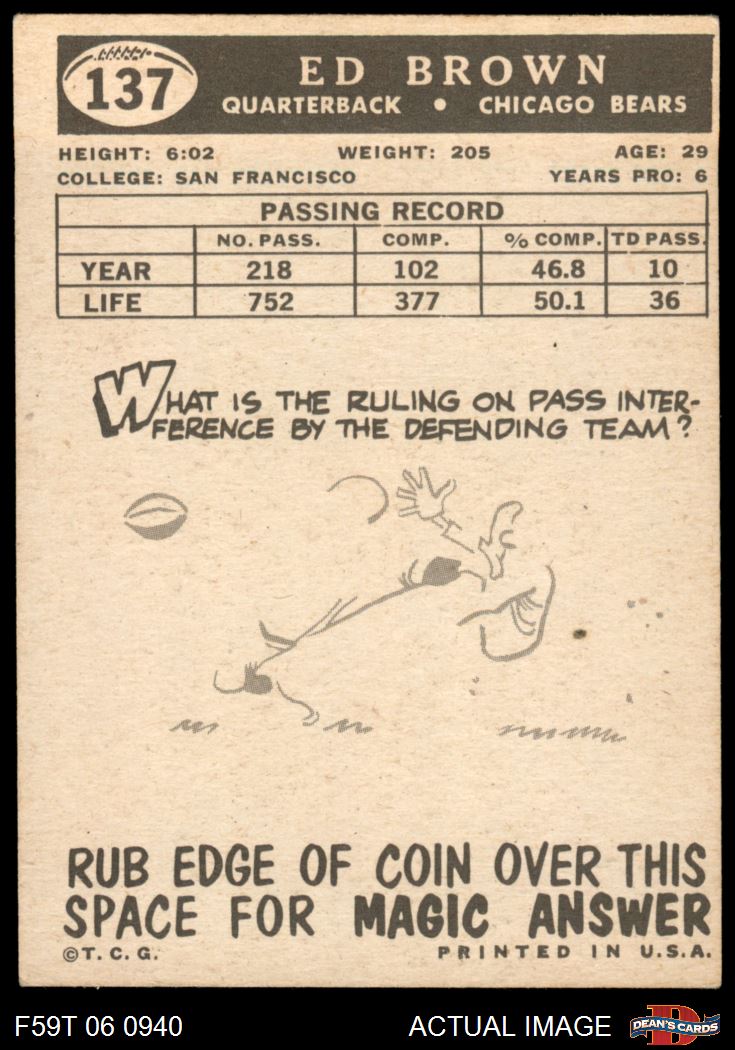 137
ED BROWN
QUARTERBACK • CHICAGO BEARS
HEIGHT: 6:02 WEIGHT: 205 AGE: 29
COLLEGE: SAN FRANCISCO YEARS PRO: 6
PASSING RECORD
NO. PASS. COMP. % COMP. TD PASS.
YEAR 218 102 46.8 10
LIFE 752 377 50.1 36
WHAT IS THE RULING ON PASS INTER-
FERENCE BY THE DEFENDING TEAM?
RUB EDGE OF COIN OVER THIS
SPACE FOR MAGIC ANSWER
©T. C. G. PRINTED IN U.S.A.
F59T 06 0940 ACTUAL IMAGE D DEAN'S CARDS